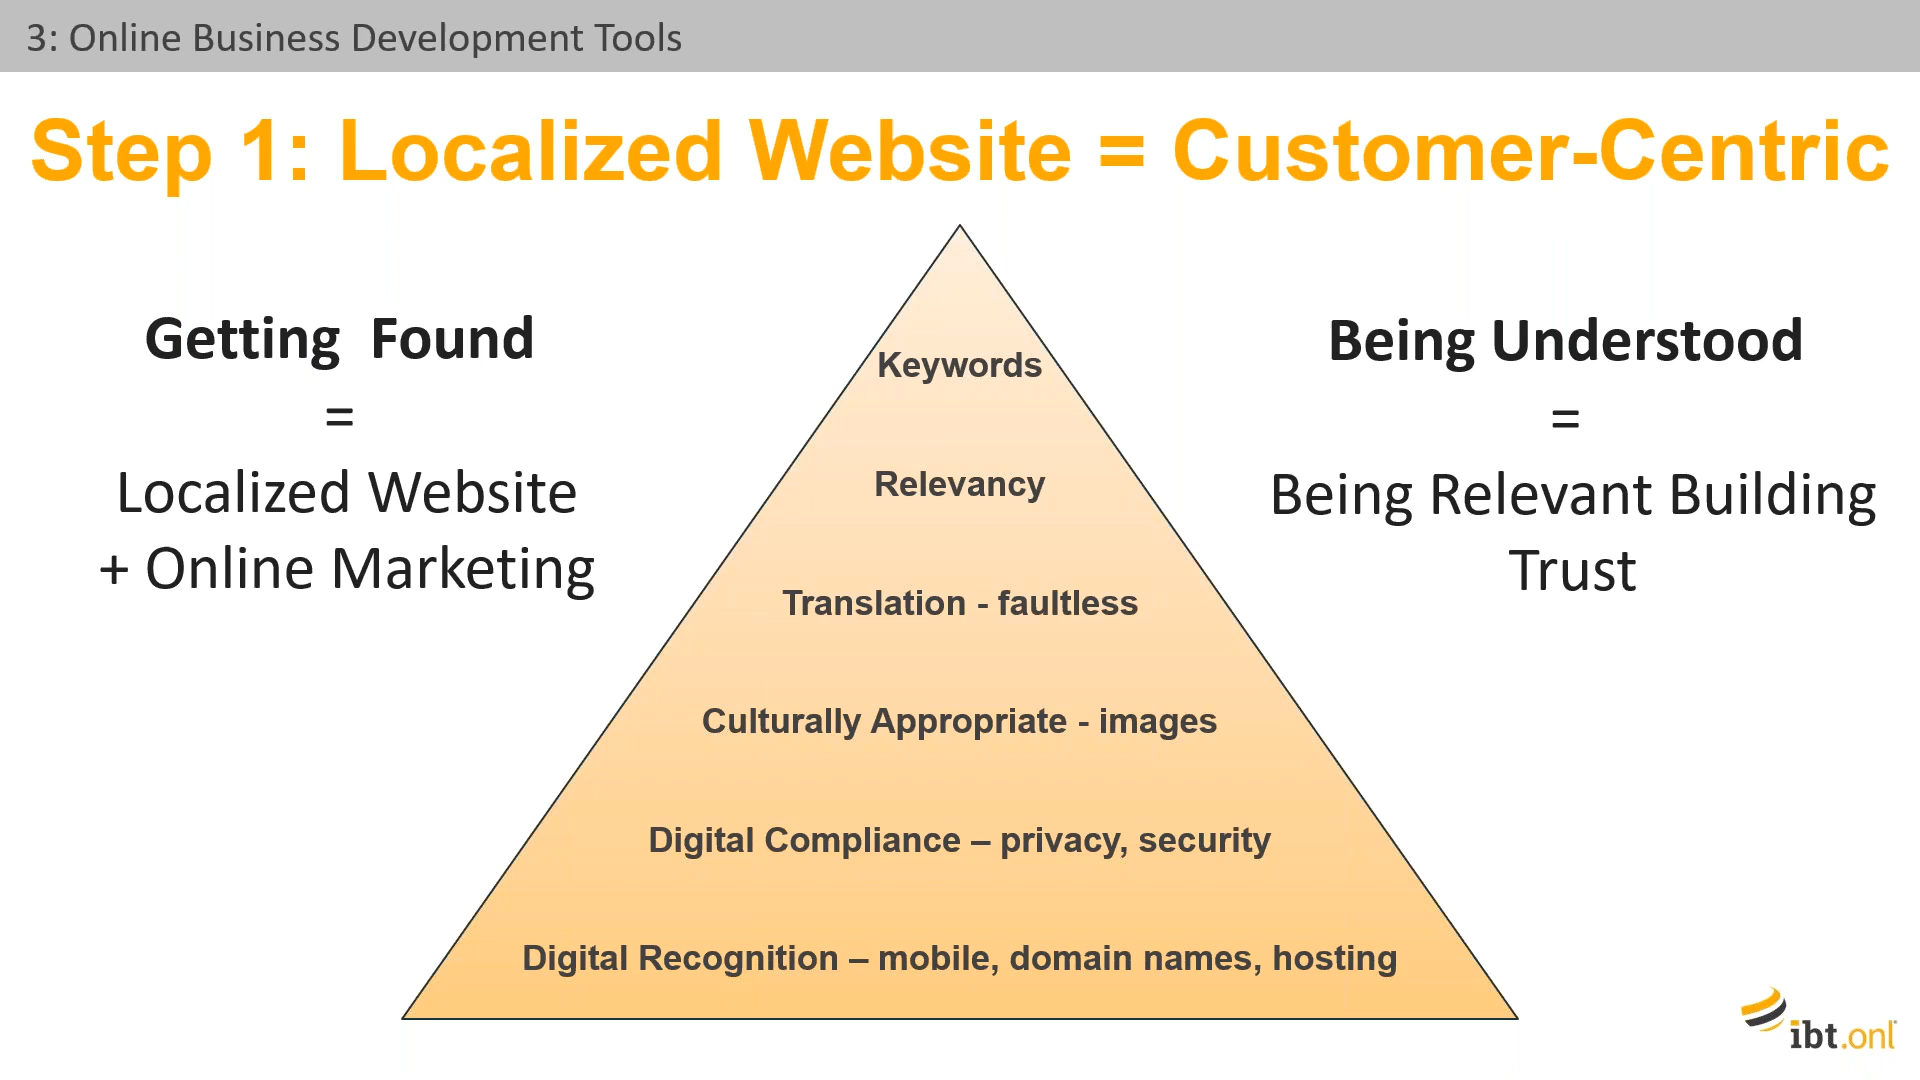 3: Online Business Development Tools
Step 1: Localized Website = Customer-Centric
Getting  Found
=
Localized Website
+ Online Marketing
Keywords
Relevancy
Translation - faultless
Culturally Appropriate - images
Digital Compliance – privacy, security
Digital Recognition – mobile, domain names, hosting
Being Understood
=
Being Relevant Building
Trust
ibt.onl